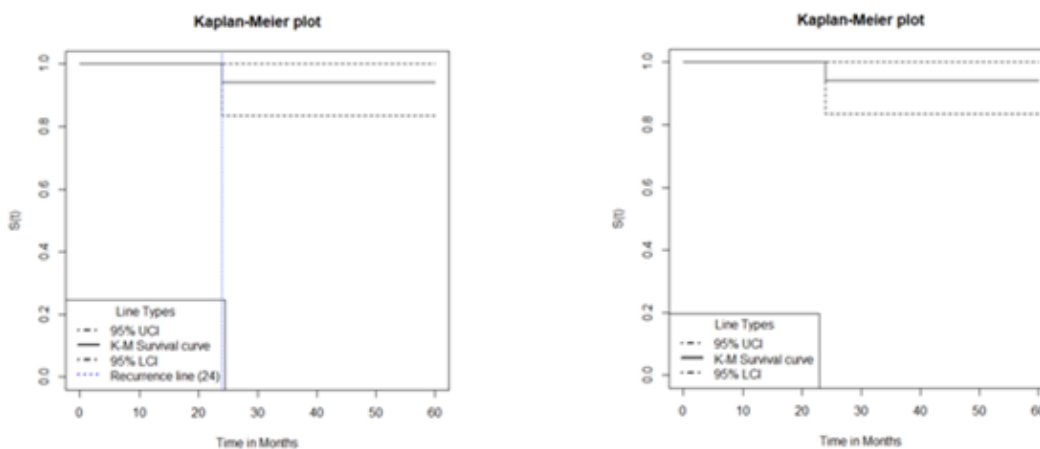 Kaplan-Meier plot
S(t)
1.0
0.8
0.6
0.4
0.2
0.0
Line Types
95% UCI
K-M Survival curve
95% LCI
Recurrence line (24)
0 10 20 30 40 50 60
Time in Months
Kaplan-Meier plot
S(t)
1.0
0.8
0.6
0.4
0.2
0.0
Line Types
95% UCI
K-M Survival curve
95% LCI
0 10 20 30 40 50 60
Time in Months